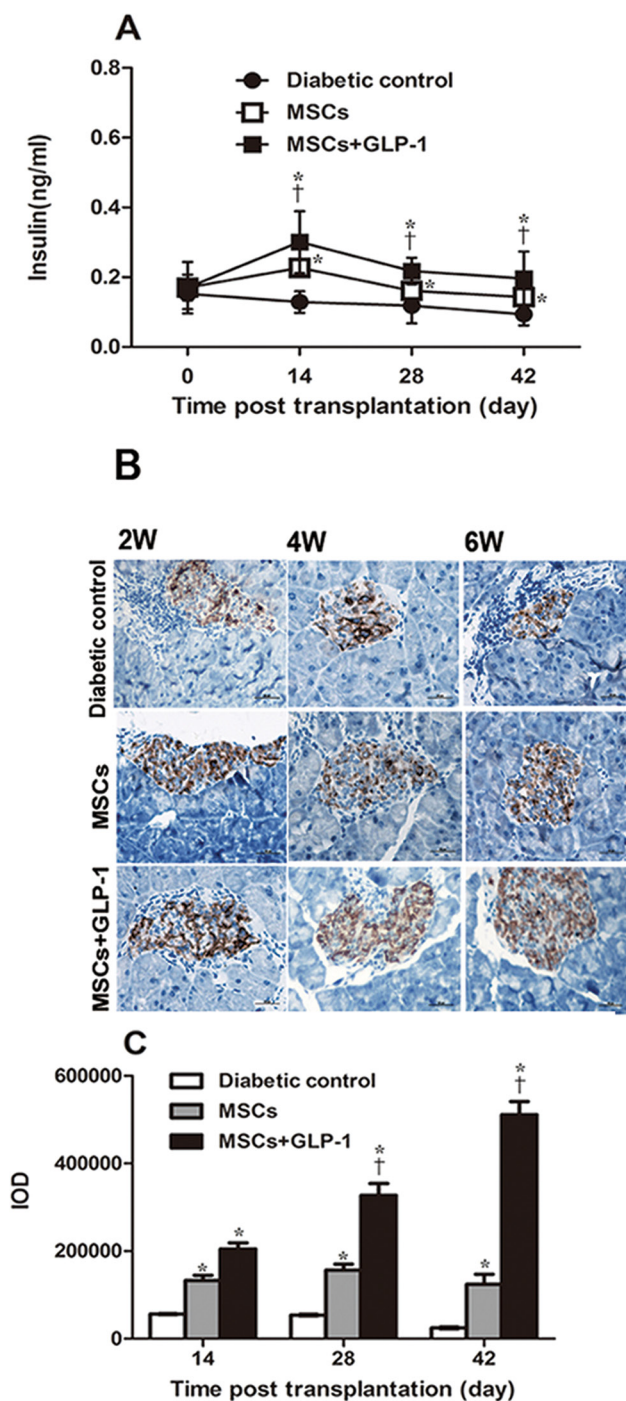 A
0.8
0.6
0.4
0.2
0.0
Insulin(ng/ml)
Diabetic control
MSCs
MSCs+GLP-1
*
†
*
*
†
*
*
†
*
0 14 28 42
Time post transplantation (day)
B
2W 4W 6W
Diabetic control
MSCs
MSCs+GLP-1
C
600000
400000
200000
0
IOD
Diabetic control
MSCs
MSCs+GLP-1
* *
*
*
†
*
*
†
14 28 42
Time post transplantation (day)